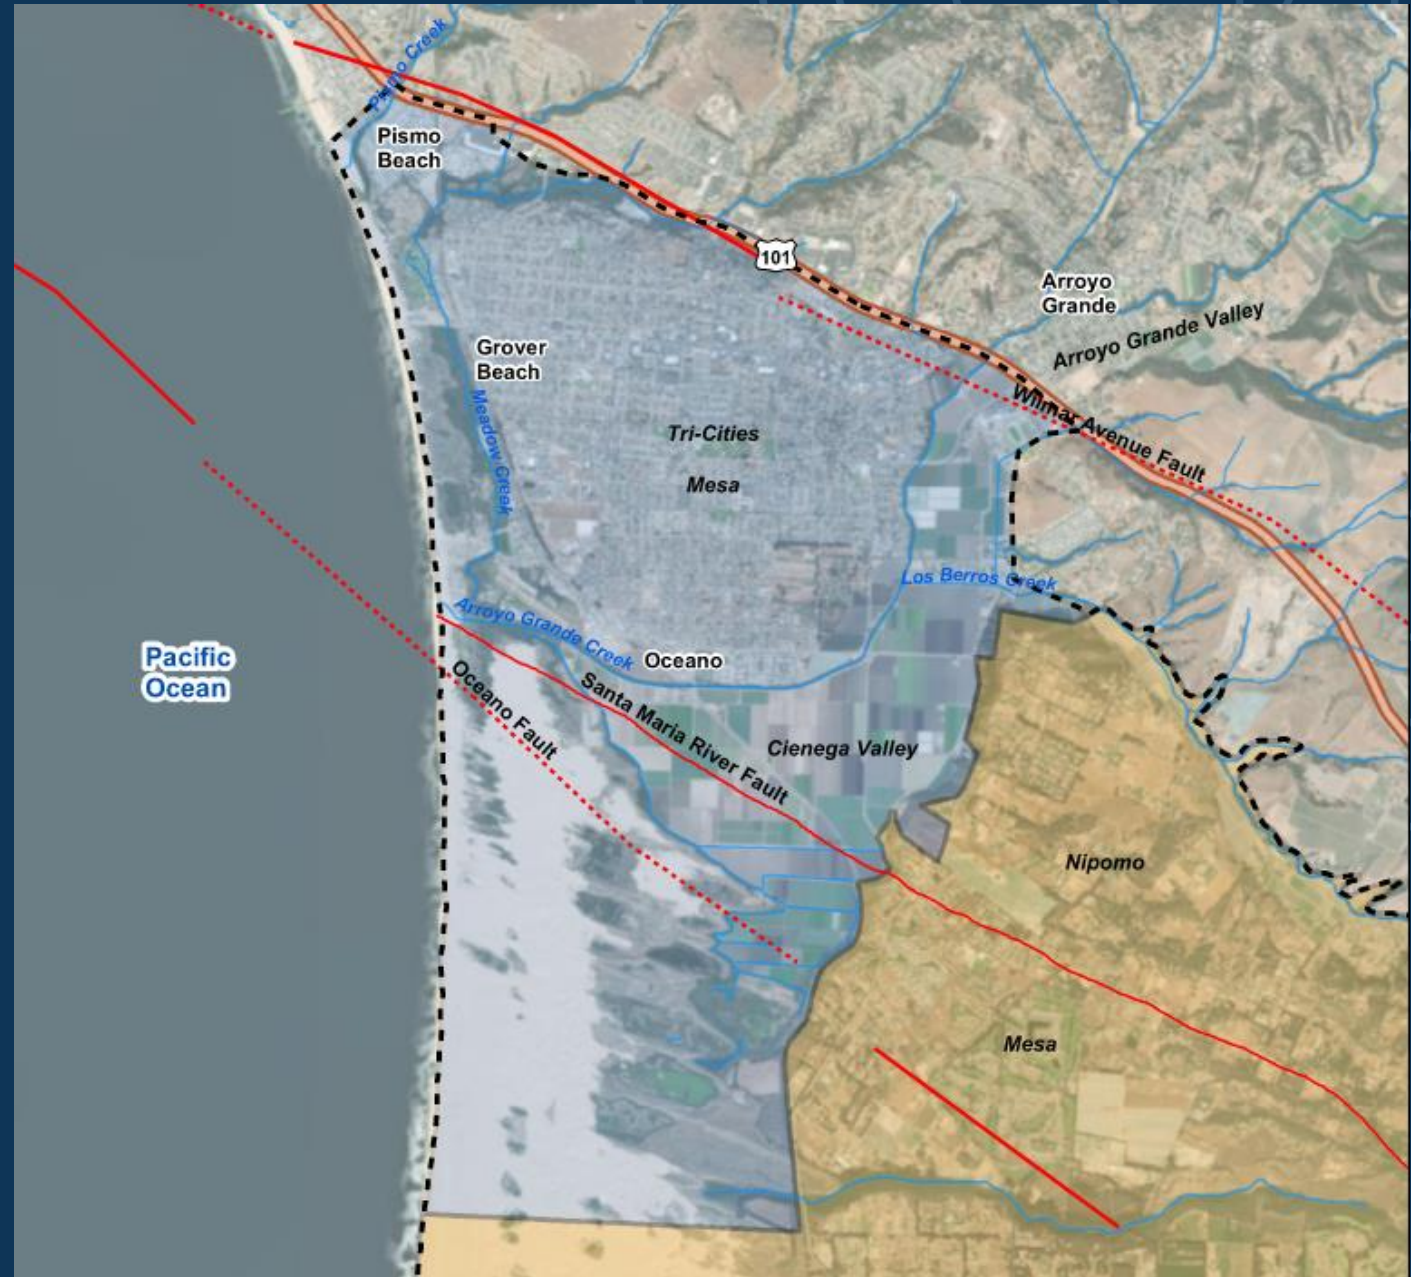 Pismo Creek
Pismo
Beach
101
Arroyo
Grande
Arroyo Grande Valley
Grover
Beach
Wilmar Avenue Fault
Meadow Creek
Tri-Cities
Mesa
Los Berros Creek
Arroyo Grande Creek
Oceano
Pacific
Ocean
Oceano Fault
Santa Maria River Fault
Cienega Valley
Nipomo
Mesa